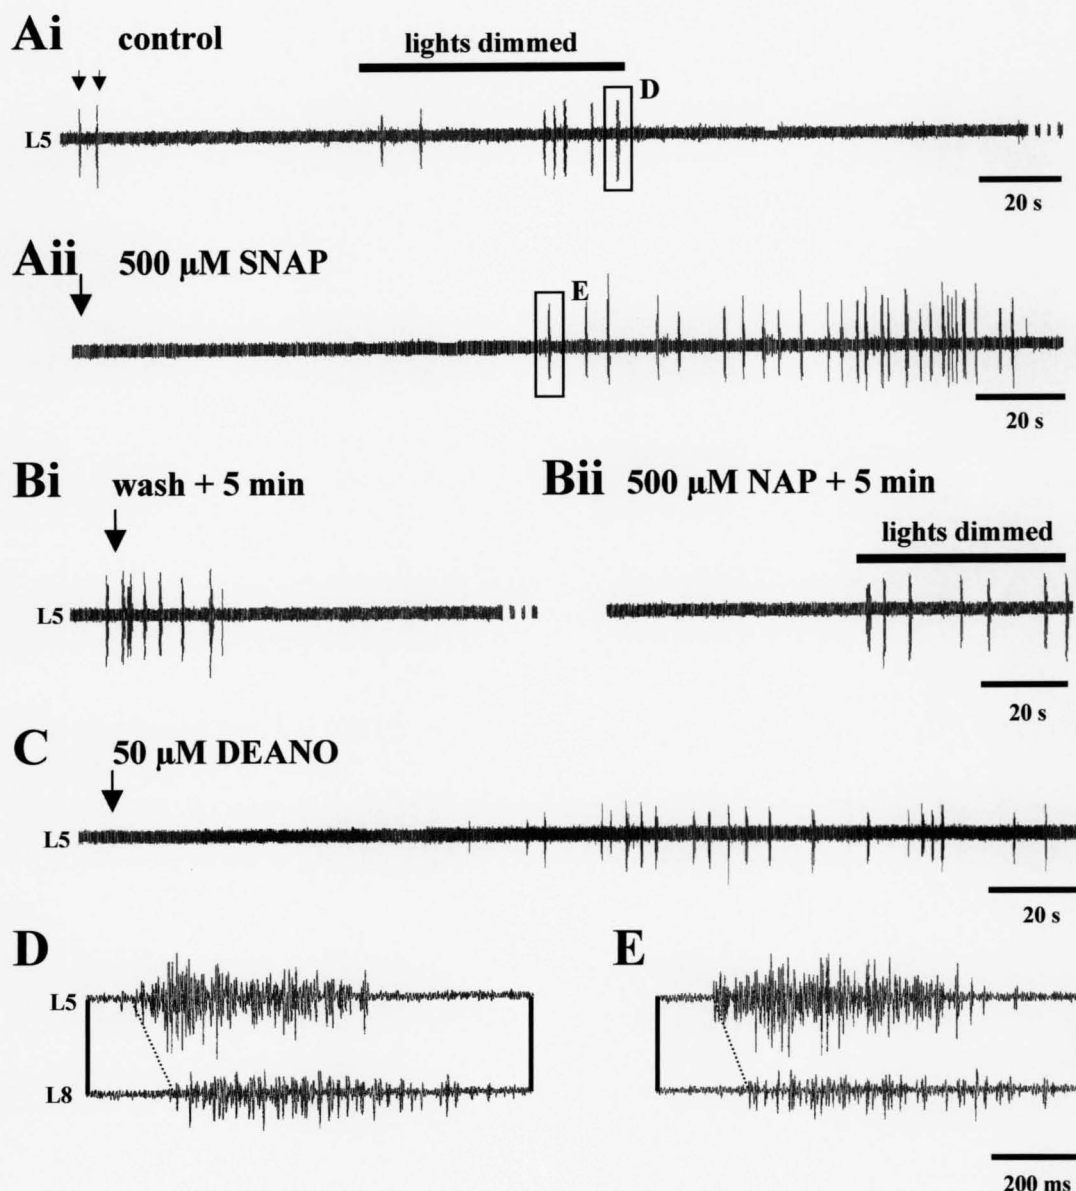 Ai control
lights dimmed
D
L5
20 s
Aii 500 µM SNAP
E
20 s
Bi wash + 5 min
Bii 500 µM NAP + 5 min
lights dimmed
L5
20 s
C 50 µM DEANO
L5
20 s
D
E
L5
L8
200 ms